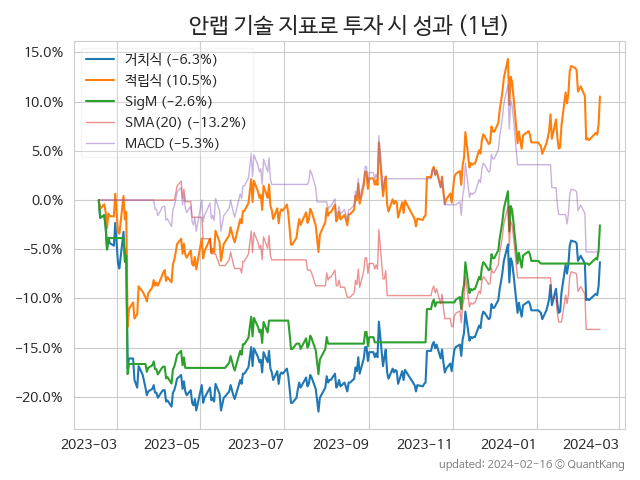 안랩 기술 지표로 투자 시 성과 (1년)
15.0%
10.0%
5.0%
0.0%
−5.0%
−10.0%
−15.0%
−20.0%
거치식 (−6.3%)
적립식 (10.5%)
SigM (−2.6%)
SMA(20) (−13.2%)
MACD (−5.3%)
2023−03 2023−05 2023−07 2023−09 2023−11 2024−01 2024−03
updated: 2024-02-16 © QuantKang